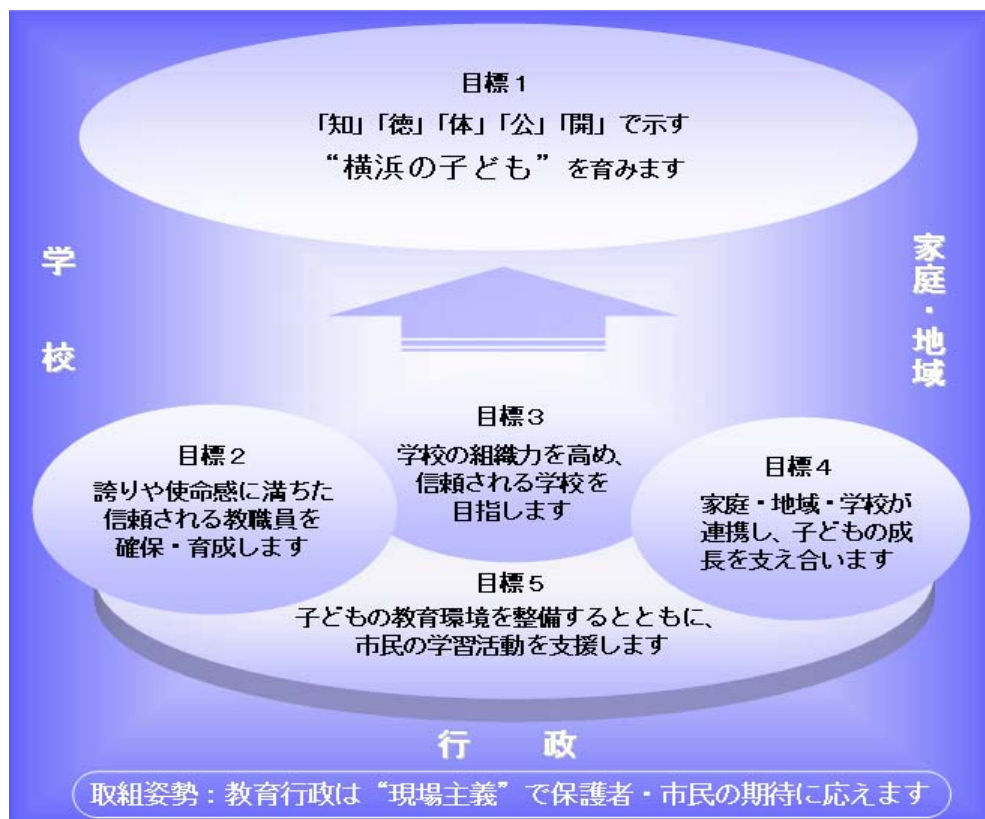 目標1
「知」「徳」「体」「公」「開」で示す
“横浜の子ども”を育みます
学校
家庭・地域
目標3
学校の組織力を高め、
信頼される学校を
目指します
目標2
誇りや使命感に満ちた
信頼される教職員を
確保・育成します
目標4
家庭・地域・学校が
連携し、子どもの成
長を支え合います
目標5
子どもの教育環境を整備するとともに、
市民の学習活動を支援します
行政
取組姿勢：教育行政は“現場主義”で保護者・市民の期待に応えます